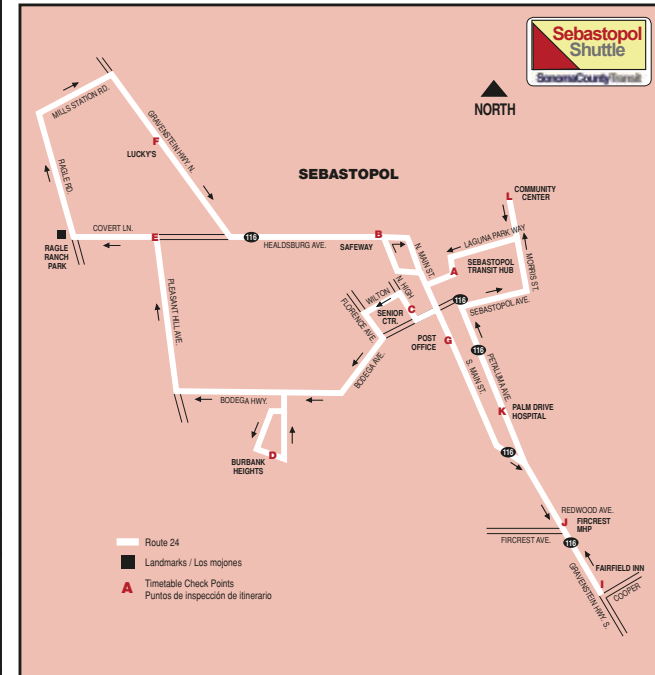 Sebastopol
Shuttle
SonomaCountyTransit
NORTH
MILLS STATION RD.
GRAVENSTEIN HWY. N.
F
LUCKY'S
SEBASTOPOL
RAGLE RD
L
COMMUNITY
CENTER
COVERT LN.
E
116
HEALDSBURG AVE.
B
SAFEWAY
N. MAIN ST.
LAGUNA PARK WAY
RAGLE
RANCH
PARK
A
SEBASTOPOL
TRANSIT HUB
MORRIS ST.
PLEASANT HILL AVE.
WILTON
N. HIGH
FLORENCE AVE.
SENIOR
CTR.
C
116
SEBASTOPOL AVE.
POST
OFFICE
G
116
PETALUMA AVE.
S. MAIN ST.
BODEGA AVE.
BODEGA HWY.
K
PALM DRIVE
HOSPITAL
D
BURBANK
HEIGHTS
116
REDWOOD AVE.
J
FIRCREST
MHP
FIRCREST AVE.
116
FAIRFIELD INN
I
COOPER
GRAVENSTEIN HWY. S.
Route 24
Landmarks / Los mojones
A
Timetable Check Points
Puntos de inspección de itinerario